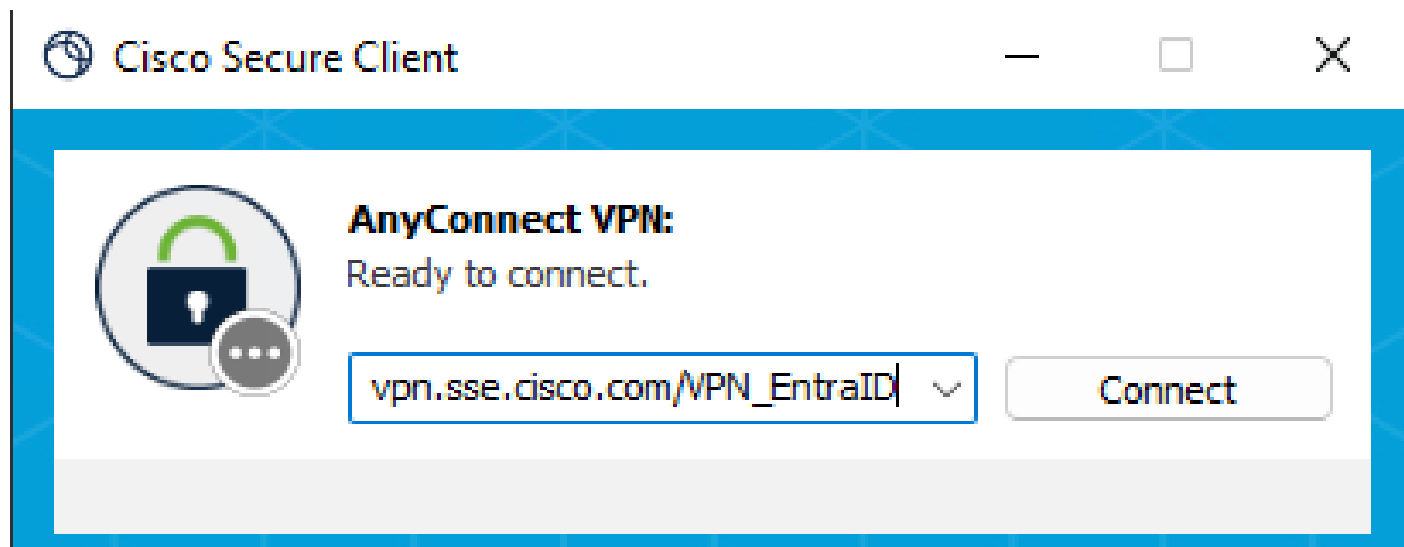 Cisco Secure Client
AnyConnect VPN:
Ready to connect.
vpn.sse.cisco.com/VPN_EntraID
Connect